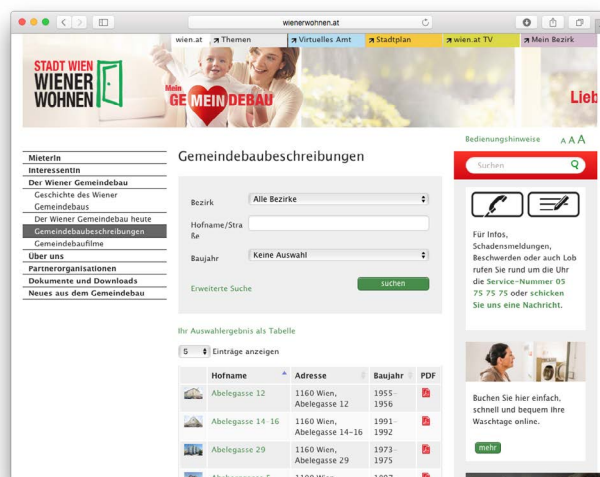 wienerwohnen.at
wien.at
Themen
Virtuelles Amt
Stadtplan
wien.at TV
Mein Bezirk
STADT WIEN
WIENER
WOHNEN
Mein
GEMEINDEBAU
Lieb
Bedienungshinweise A A A
MieterIn
InteressentIn
Der Wiener Gemeindebau
Geschichte des Wiener
Gemeindebaus
Der Wiener Gemeindebau heute
Gemeindebaubeschreibungen
Gemeindebaufilme
Über uns
Partnerorganisationen
Dokumente und Downloads
Neues aus dem Gemeindebau
Gemeindebaubeschreibungen
Bezirk
Alle Bezirke
Hofname/Stra
ße
Baujahr
Keine Auswahl
Erweiterte Suche
suchen
Ihr Auswahlergebnis als Tabelle
5 Einträge anzeigen
Hofname Adresse Baujahr PDF
Abelegasse 12 1160 Wien, 1955-
Abelegasse 12 1956
Abelegasse 14-16 1160 Wien, 1991-
Abelegasse 14-16 1992
Abelegasse 29 1160 Wien, 1973-
Abelegasse 29 1975
Suchen
Für Infos,
Schadensmeldungen,
Beschwerden oder auch Lob
rufen Sie rund um die Uhr
die Service-Nummer 05
75 75 75 oder schicken
Sie uns eine Nachricht.
Buchen Sie hier einfach,
schnell und bequem Ihre
Waschtage online.
mehr